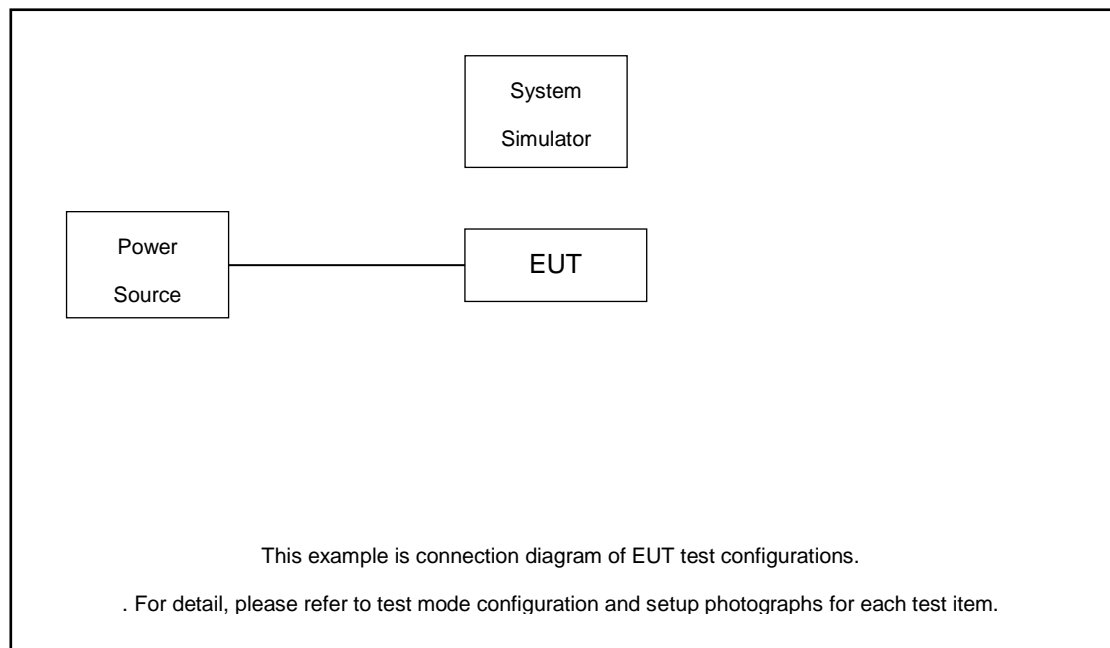 System
Simulator
Power
Source
EUT
This example is connection diagram of EUT test configurations.
. For detail, please refer to test mode configuration and setup photographs for each test item.